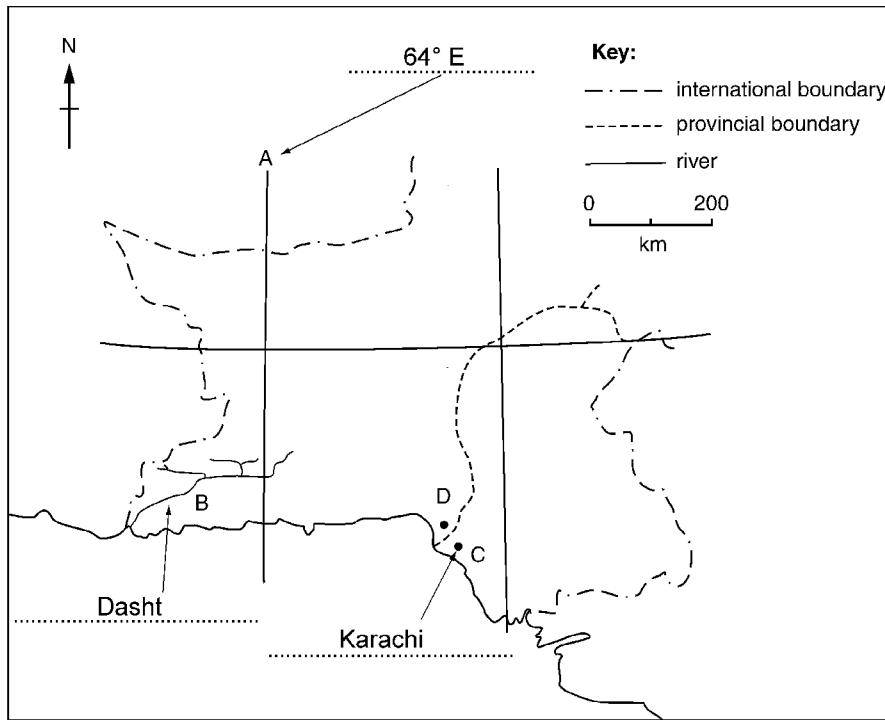 N
64° E
A
Key:
international boundary
provincial boundary
river
0 200
km
B
D
C
Dasht
Karachi